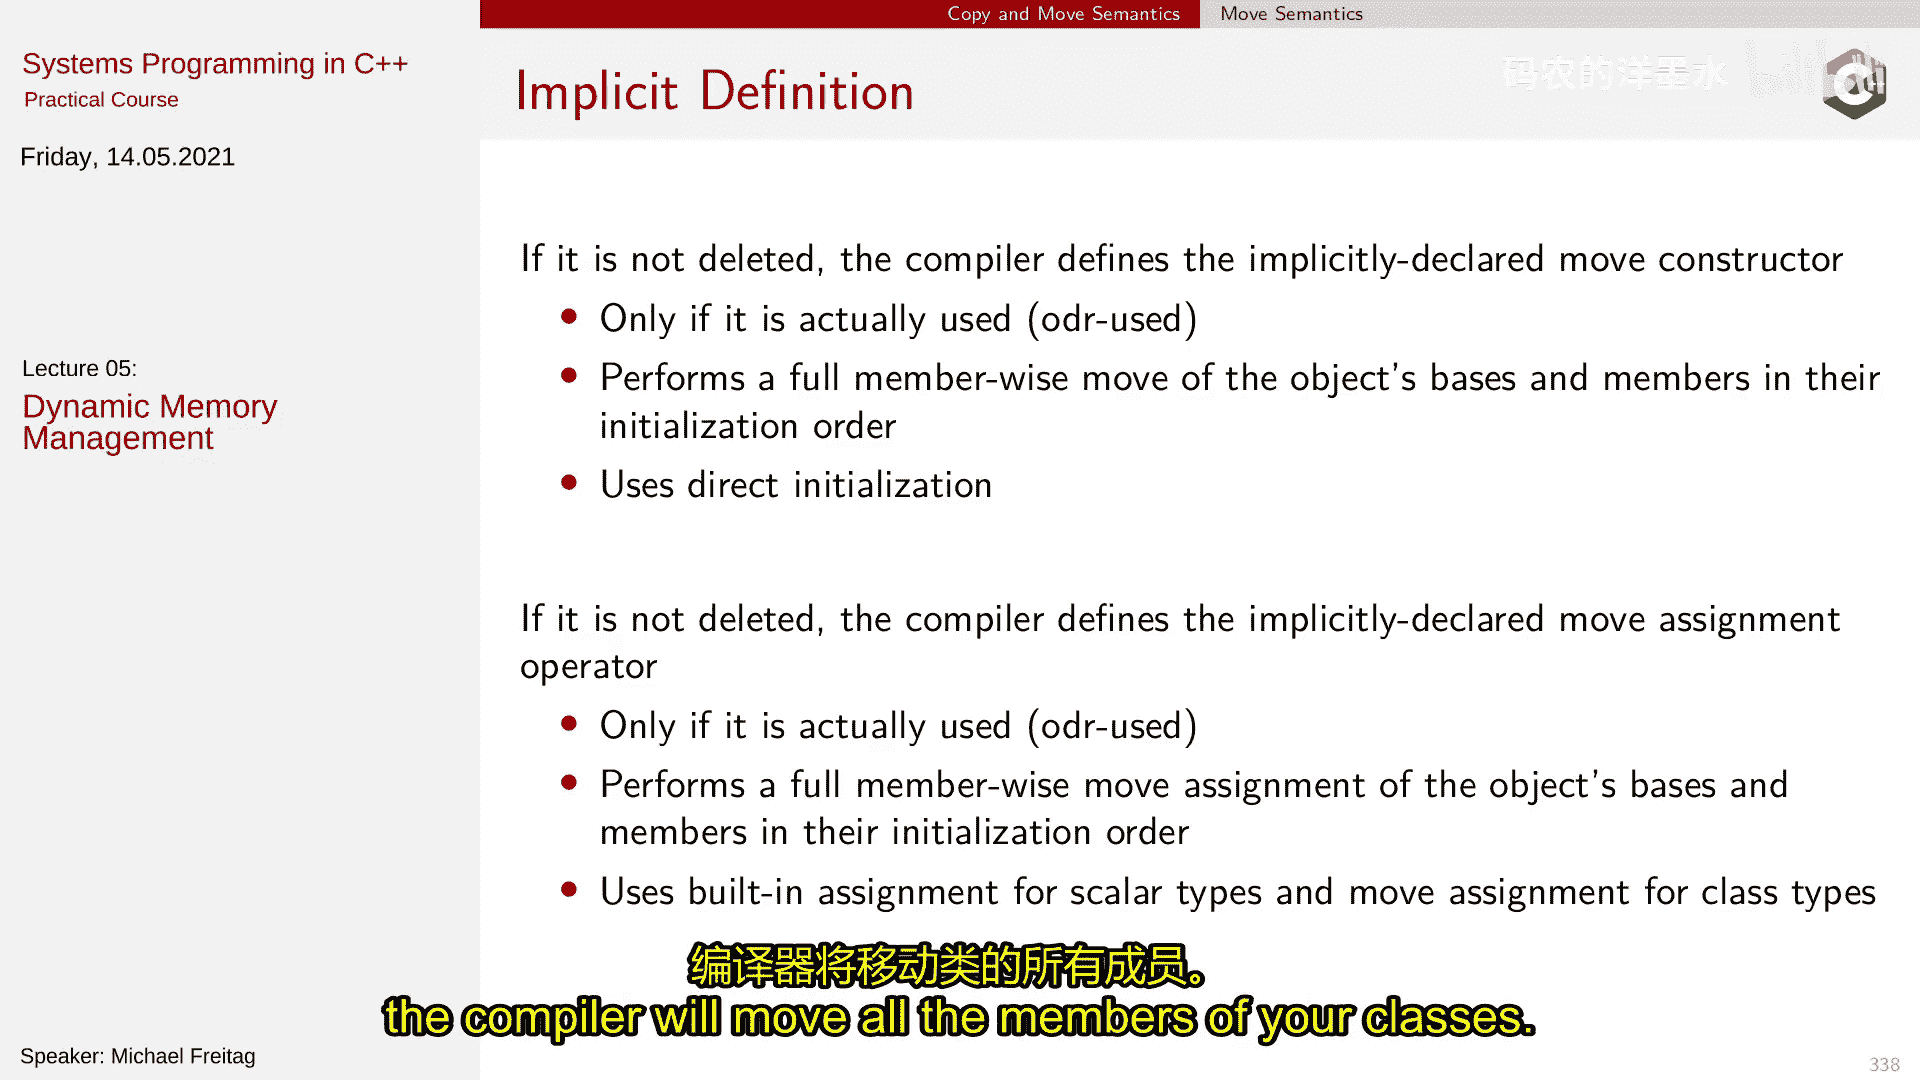 Copy and Move Semantics Move Semantics
Systems Programming in C++
Practical Course
Friday, 14.05.2021
Lecture 05:
Dynamic Memory
Management
Speaker: Michael Freitag
Implicit Definition
码农的洋墨水
If it is not deleted, the compiler defines the implicitly-declared move constructor
• Only if it is actually used (odr-used)
• Performs a full member-wise move of the object's bases and members in their
initialization order
• Uses direct initialization
If it is not deleted, the compiler defines the implicitly-declared move assignment
operator
• Only if it is actually used (odr-used)
• Performs a full member-wise move assignment of the object's bases and
members in their initialization order
• Uses built-in assignment for scalar types and move assignment for class types
编译器将移动类的所有成员。
the compiler will move all the members of your classes.
338